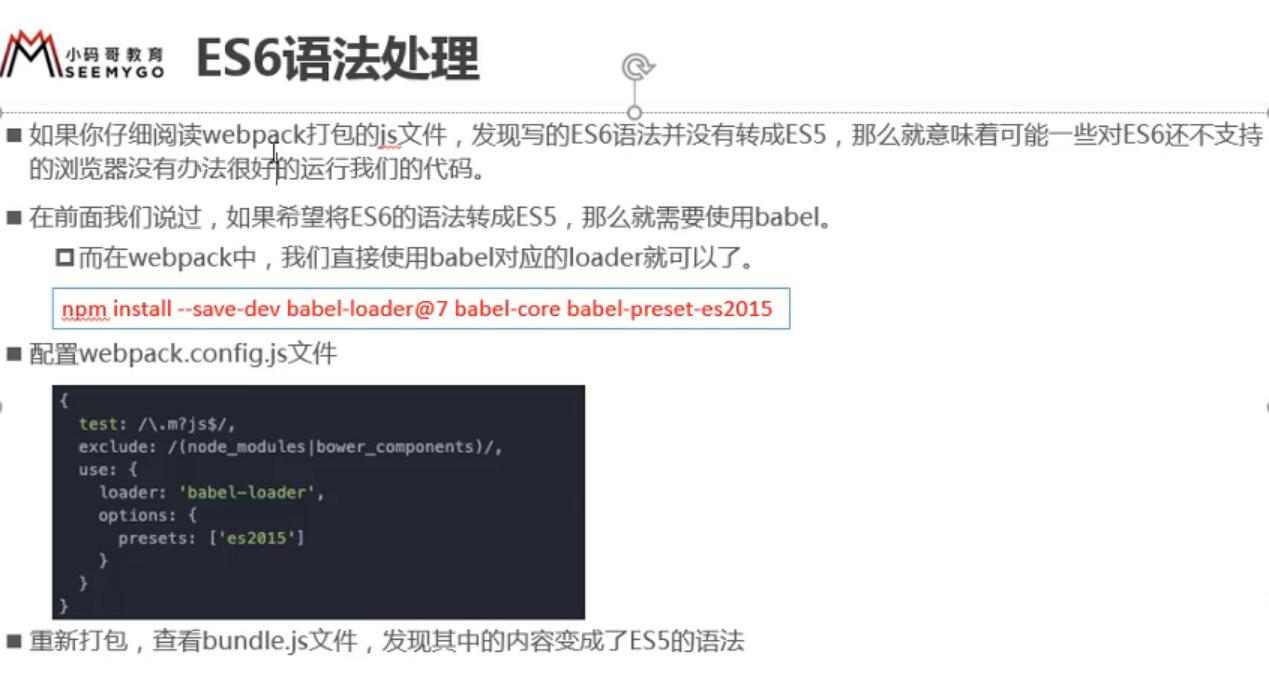 小码哥教育
SEEMYGO
ES6语法处理
如果你仔细阅读webpack打包的js文件，发现写的ES6语法并没有转成ES5，那么就意味着可能一些对ES6还不支持
的浏览器没有办法很好的运行我们的代码。
在前面我们说过，如果希望将ES6的语法转成ES5，那么就需要使用babel。
而在webpack中，我们直接使用babel对应的loader就可以了。
npm install --save-dev babel-loader@7 babel-core babel-preset-es2015
配置webpack.config.js文件
{
test: /\.m?js$/,
exclude: /(node_modules|bower_components)/,
use: {
loader: 'babel-loader',
options: {
presets: ['es2015']
}
}
}
重新打包，查看bundle.js文件，发现其中的内容变成了ES5的语法